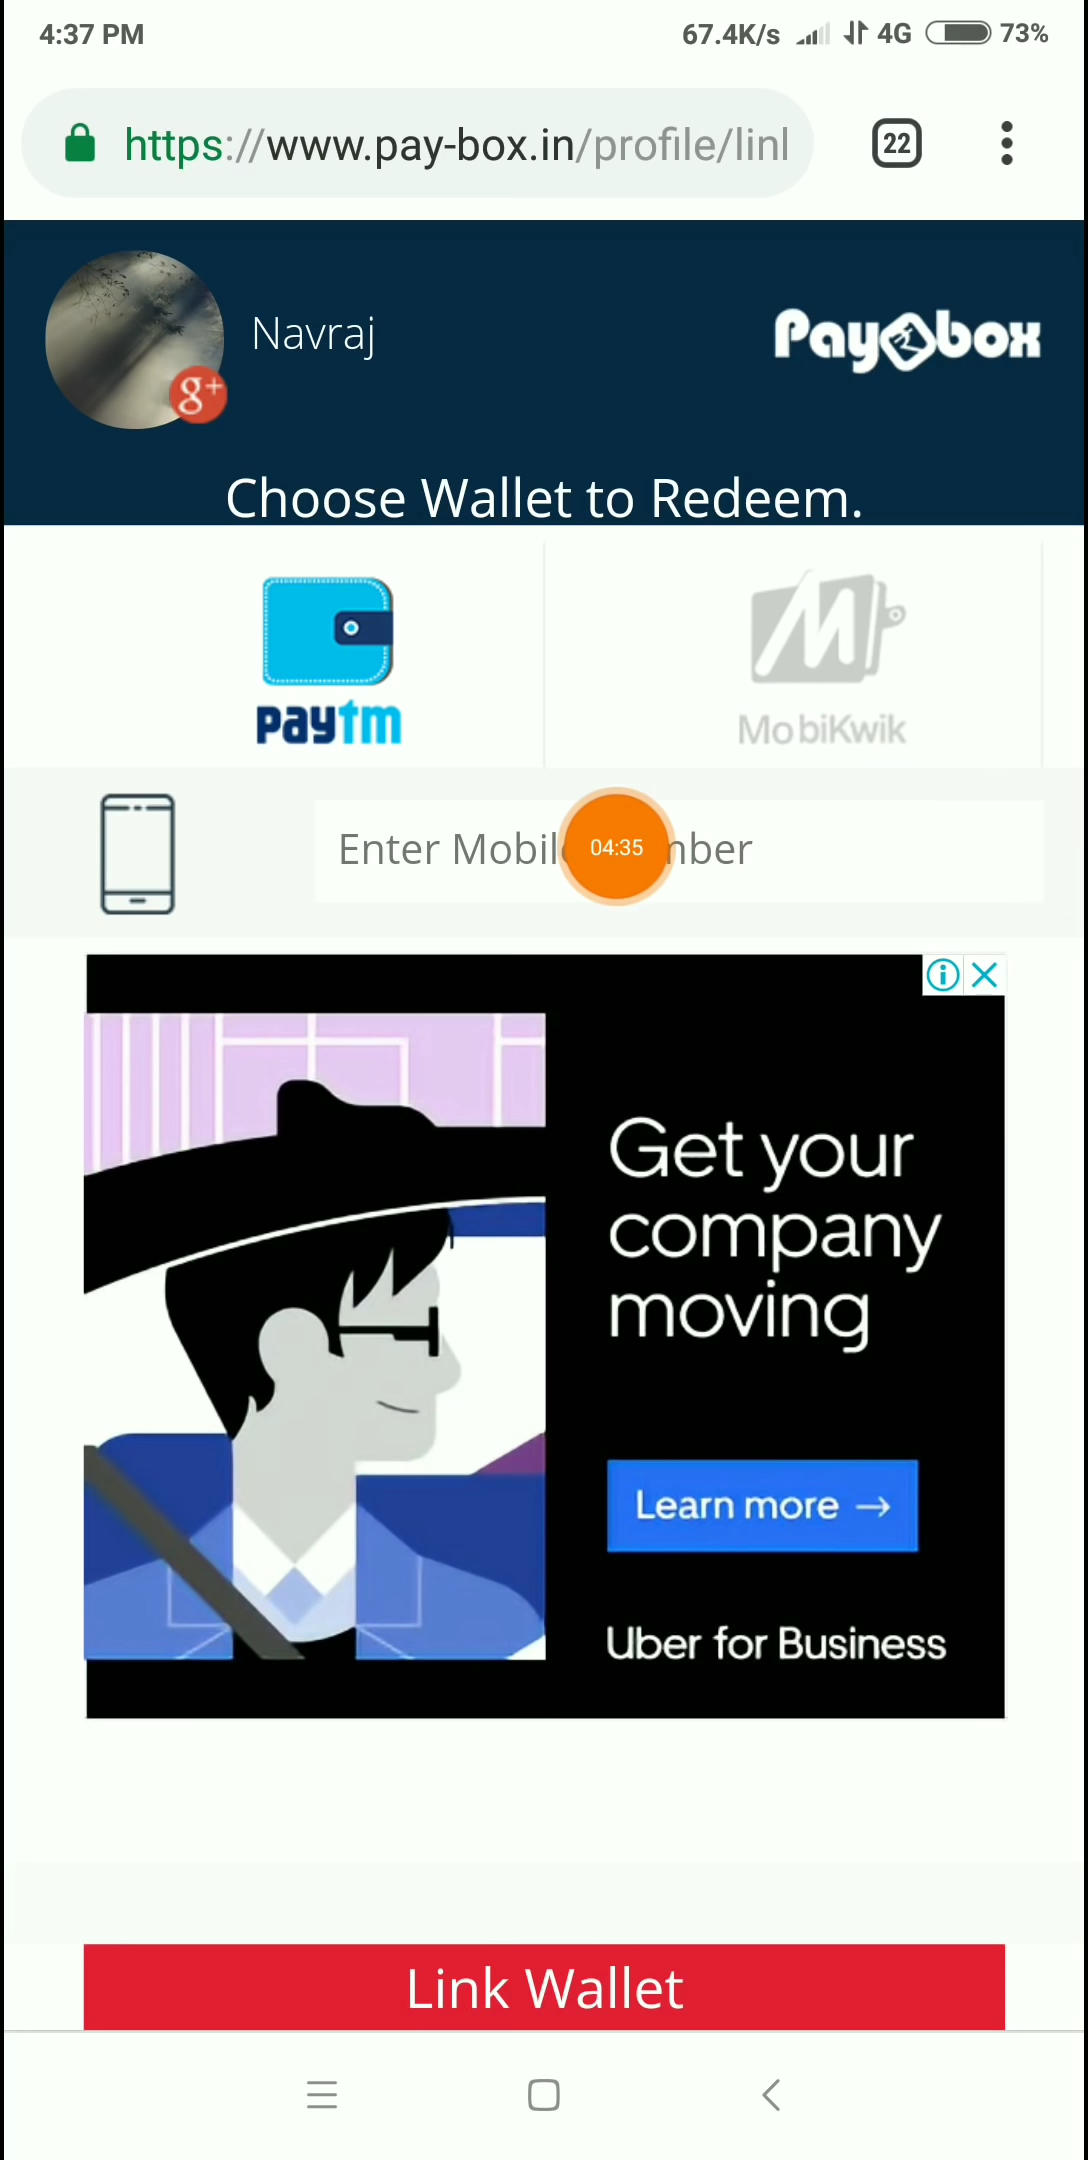 4:37 PM
67.4K/s 4G 73%
https://www.pay-box.in/profile/linl
22
Navraj
Paybox
g+
Choose Wallet to Redeem.
paytm
MobiKwik
Enter Mobil nber
04:35
Get your
company
moving
Learn more →
Uber for Business
Link Wallet